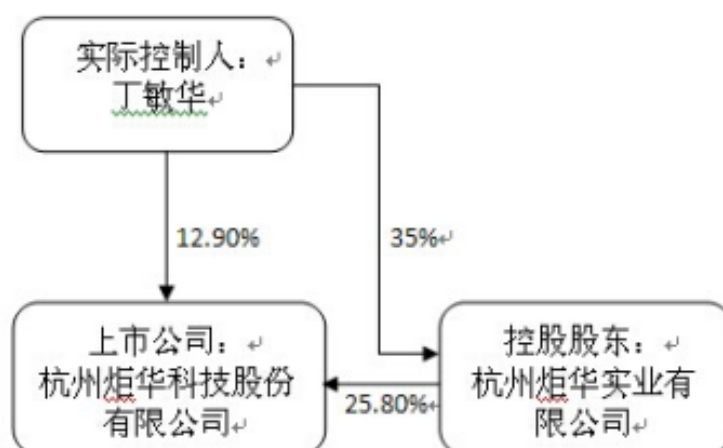 实际控制人：
丁敏华
12.90%
35%
上市公司：
杭州炬华科技股份
有限公司
25.80%
控股股东：
杭州炬华实业有
限公司